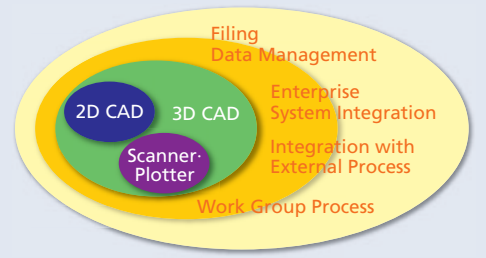 Filing
Data Management
Enterprise
System Integration
Integration with
External Process
Work Group Process
2D CAD
3D CAD
Scanner·
Plotter